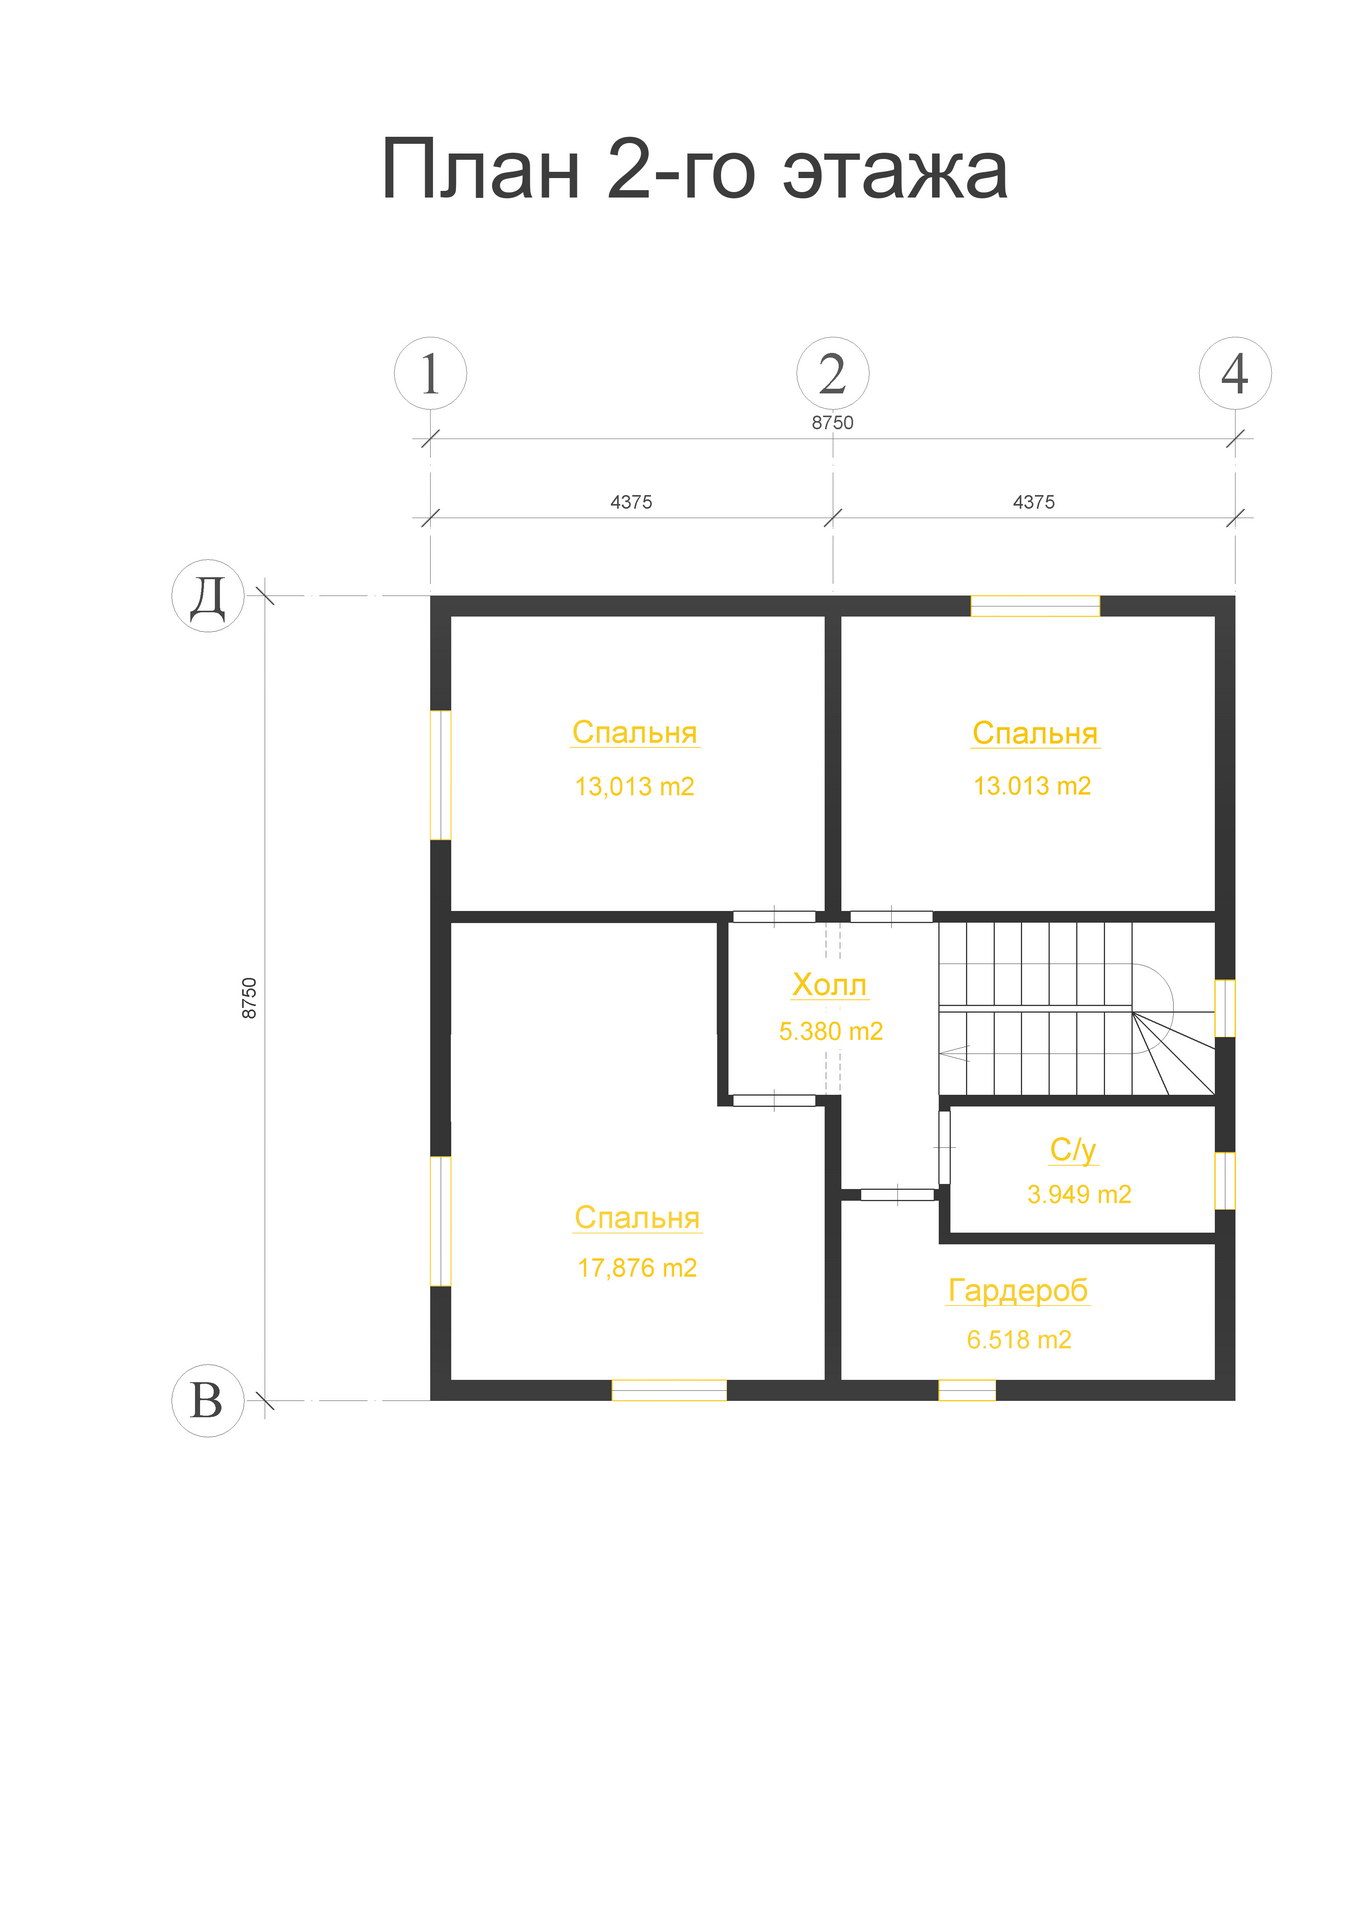 План 2-го этажа
1
2
4
8750
4375
4375
Д
Спальня
13,013 m2
Спальня
13.013 m2
Холл
5.380 m2
8750
С/у
3.949 m2
Спальня
17,876 m2
Гардероб
6.518 m2
В